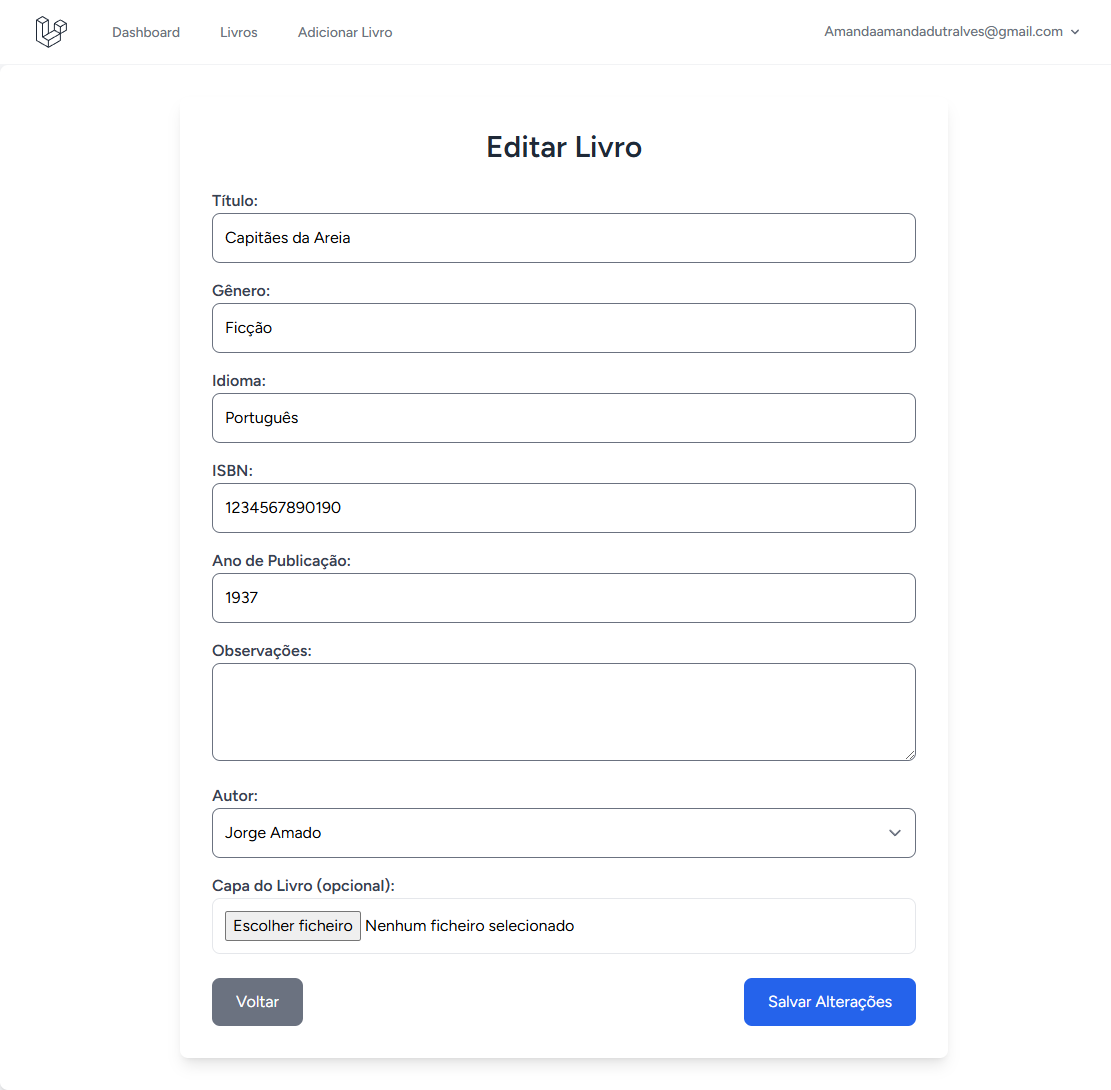 Dashboard Livros Adicionar Livro Amandaamandadutralves@gmail.com
Editar Livro
Título:
Capitães da Areia
Gênero:
Ficção
Idioma:
Português
ISBN:
1234567890190
Ano de Publicação:
1937
Observações:
Autor:
Jorge Amado
Capa do Livro (opcional):
Escolher ficheiro Nenhum ficheiro selecionado
Voltar Salvar Alterações